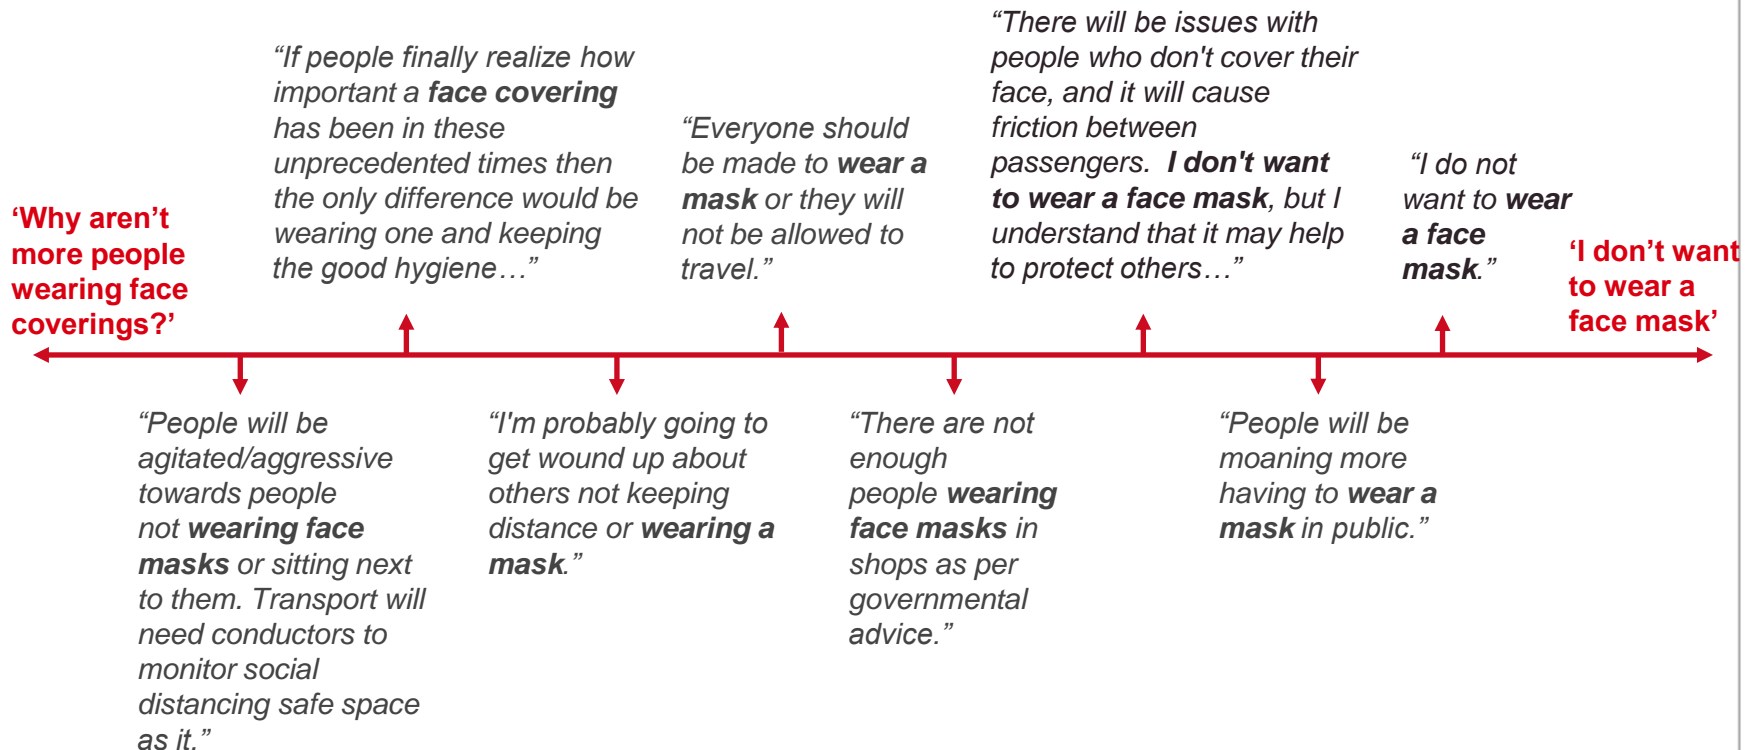 ‘Why aren’t
more people
wearing face
coverings?’
“If people finally realize how
important a face covering
has been in these
unprecedented times then
the only difference would be
wearing one and keeping
the good hygiene…”
“Everyone should
be made to wear a
mask or they will
not be allowed to
travel.”
“There will be issues with
people who don't cover their
face, and it will cause
friction between
passengers.  I don't want
to wear a face mask, but I
understand that it may help
to protect others…”
“I do not
want to wear
a face
mask.”
‘I don’t want
to wear a
face mask’
“People will be
agitated/aggressive
towards people
not wearing face
masks or sitting next
to them. Transport will
need conductors to
monitor social
distancing safe space
as it.”
“I'm probably going to
get wound up about
others not keeping
distance or wearing a
mask.”
“There are not
enough
people wearing
face masks in
shops as per
governmental
advice.”
“People will be
moaning more
having to wear a
mask in public.”